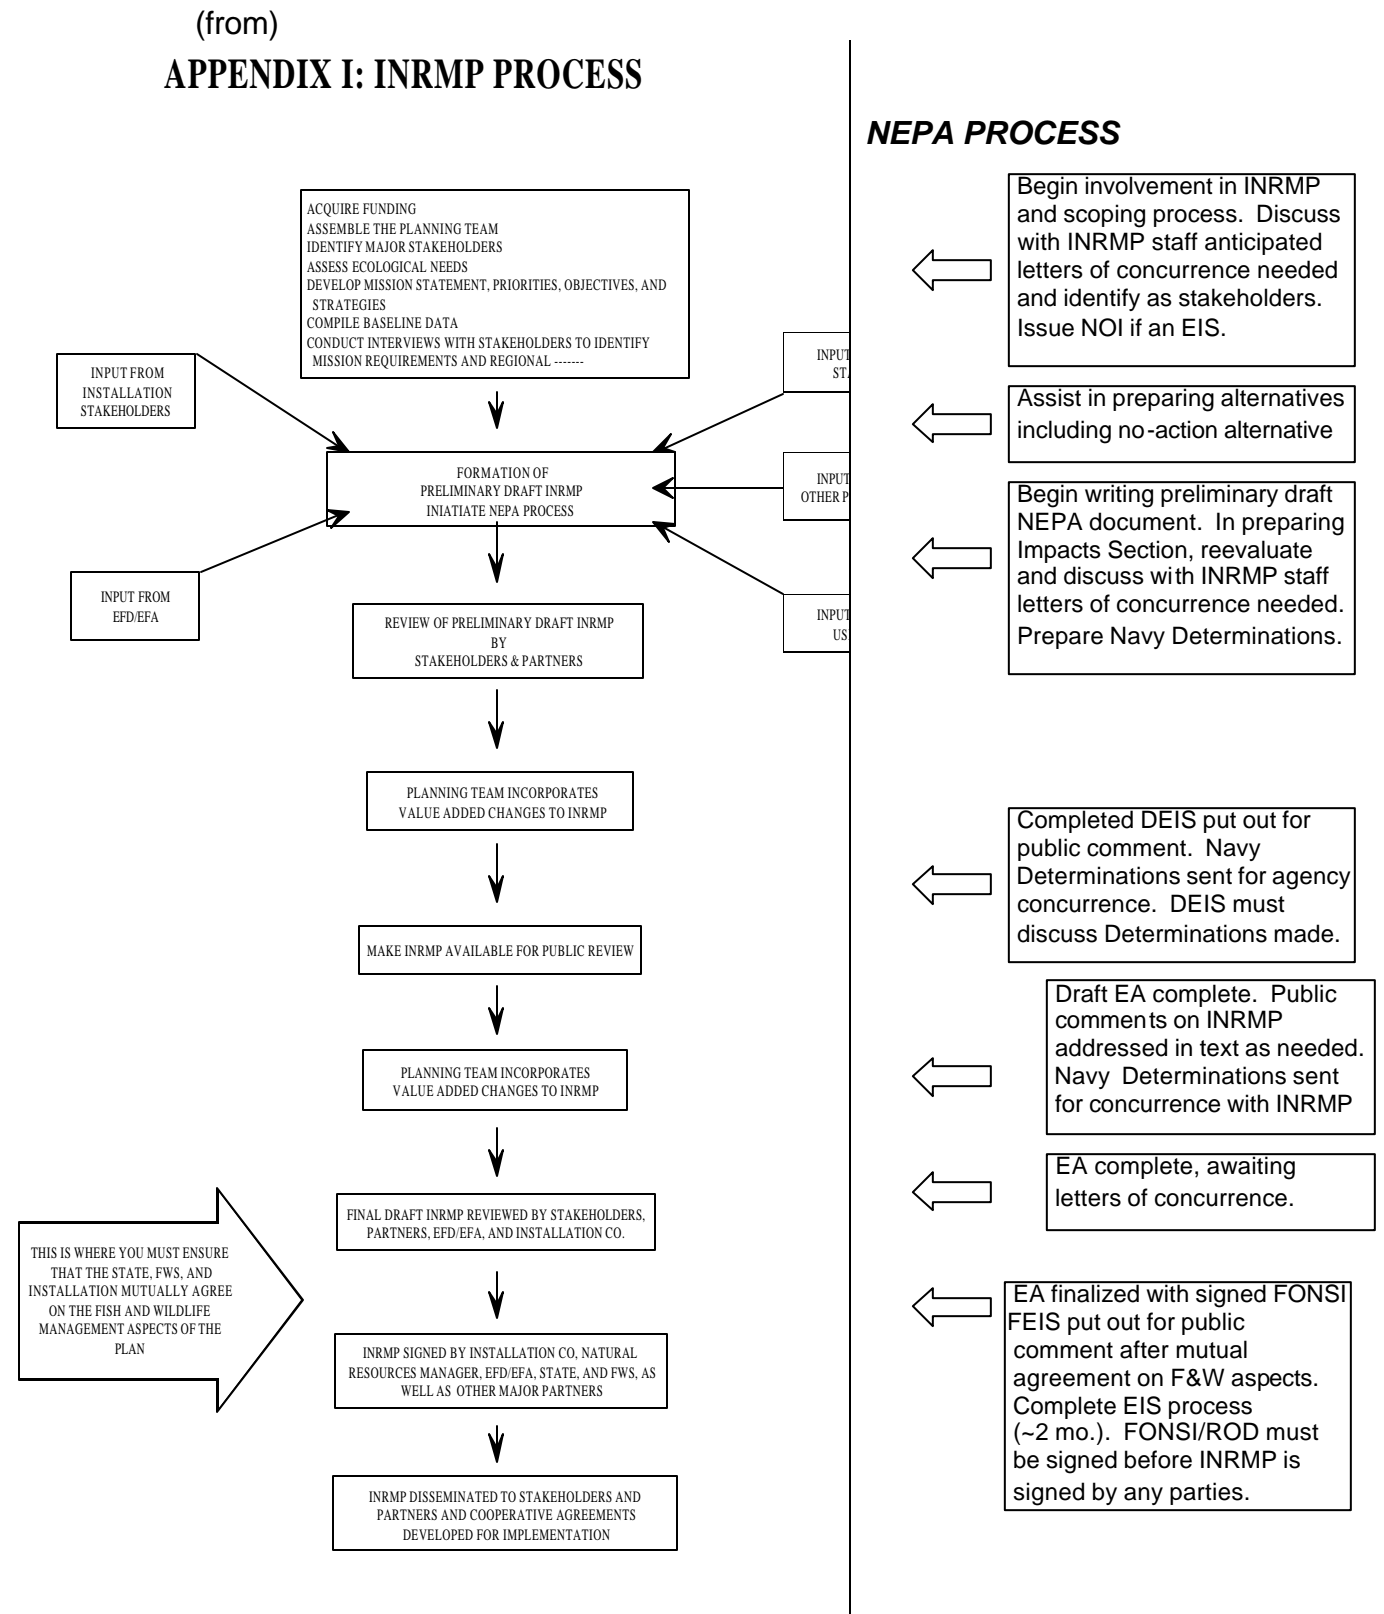 (from)
APPENDIX I: INRMP PROCESS
ACQUIRE FUNDING
ASSEMBLE THE PLANNING TEAM
IDENTIFY MAJOR STAKEHOLDERS
ASSESS ECOLOGICAL NEEDS
DEVELOP MISSION STATEMENT, PRIORITIES, OBJECTIVES, AND
STRATEGIES
COMPILE BASELINE DATA
CONDUCT INTERVIEWS WITH STAKEHOLDERS TO IDENTIFY
MISSION REQUIREMENTS AND REGIONAL -------
INPUT FROM
INSTALLATION
STAKEHOLDERS
INPUT
FORMATION OF
PRELIMINARY DRAFT INRMP
INIATIATE NEPA PROCESS
INPUT
OTHER P
INPUT FROM
EFD/EFA
INPUT
US
REVIEW OF PRELIMINARY DRAFT INRMP
BY
STAKEHOLDERS & PARTNERS
PLANNING TEAM INCORPORATES
VALUE ADDED CHANGES TO INRMP
MAKE INRMP AVAILABLE FOR PUBLIC REVIEW
PLANNING TEAM INCORPORATES
VALUE ADDED CHANGES TO INRMP
FINAL DRAFT INRMP REVIEWED BY STAKEHOLDERS,
PARTNERS, EFD/EFA, AND INSTALLATION CO.
THIS IS WHERE YOU MUST ENSURE
THAT THE STATE, FWS, AND
INSTALLATION MUTUALLY AGREE
ON THE FISH AND WILDLIFE
MANAGEMENT ASPECTS OF THE
PLAN
INRMP SIGNED BY INSTALLATION CO, NATURAL
RESOURCES MANAGER, EFD/EFA, STATE, AND FWS, AS
WELL AS OTHER MAJOR PARTNERS
INRMP DISSEMINATED TO STAKEHOLDERS AND
PARTNERS AND COOPERATIVE AGREEMENTS
DEVELOPED FOR IMPLEMENTATION
NEPA PROCESS
Begin involvement in INRMP
and scoping process. Discuss
with INRMP staff anticipated
letters of concurrence needed
and identify as stakeholders.
Issue NOI if an EIS.
Assist in preparing alternatives
including no-action alternative
Begin writing preliminary draft
NEPA document. In preparing
Impacts Section, reevaluate
and discuss with INRMP staff
letters of concurrence needed.
Prepare Navy Determinations.
Completed DEIS put out for
public comment. Navy
Determinations sent for agency
concurrence. DEIS must
discuss Determinations made.
Draft EA complete. Public
comments on INRMP
addressed in text as needed.
Navy Determinations sent
for concurrence with INRMP
EA complete, awaiting
letters of concurrence.
EA finalized with signed FONSI
FEIS put out for public
comment after mutual
agreement on F&W aspects.
Complete EIS process
(~2 mo.). FONSI/ROD must
be signed before INRMP is
signed by any parties.